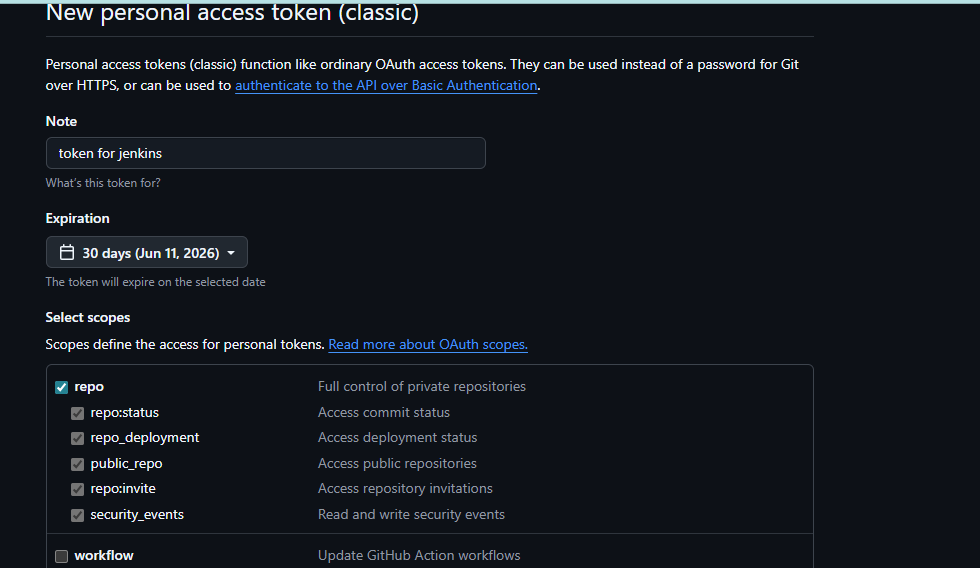 New personal access token (classic)
Personal access tokens (classic) function like ordinary OAuth access tokens. They can be used instead of a password for Git
over HTTPS, or can be used to authenticate to the API over Basic Authentication.
Note
token for jenkins
What's this token for?
Expiration
30 days (Jun 11, 2026)
The token will expire on the selected date
Select scopes
Scopes define the access for personal tokens. Read more about OAuth scopes.
repo Full control of private repositories
repo:status Access commit status
repo_deployment Access deployment status
public_repo Access public repositories
repo:invite Access repository invitations
security_events Read and write security events
workflow Update GitHub Action workflows